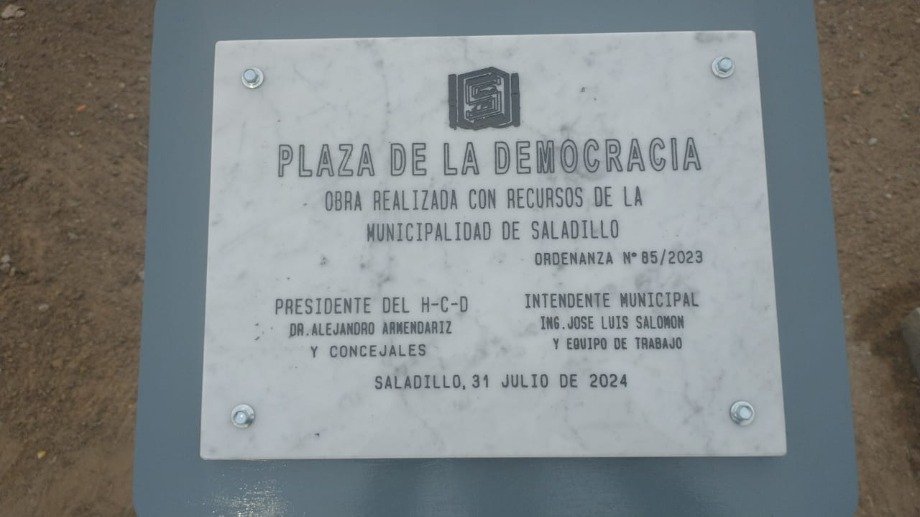 PLAZA DE LA DEMOCRACIA
OBRA REALIZADA CON RECURSOS DE LA
MUNICIPALIDAD DE SALADILLO
ORDENANZA N° 85/2023
PRESIDENTE DEL H-C-D
DR. ALEJANDRO ARMENDARIZ
Y CONCEJALES
INTENDENTE MUNICIPAL
ING. JOSE LUIS SALOMON
Y EQUIPO DE TRABAJO
SALADILLO, 31 JULIO DE 2024